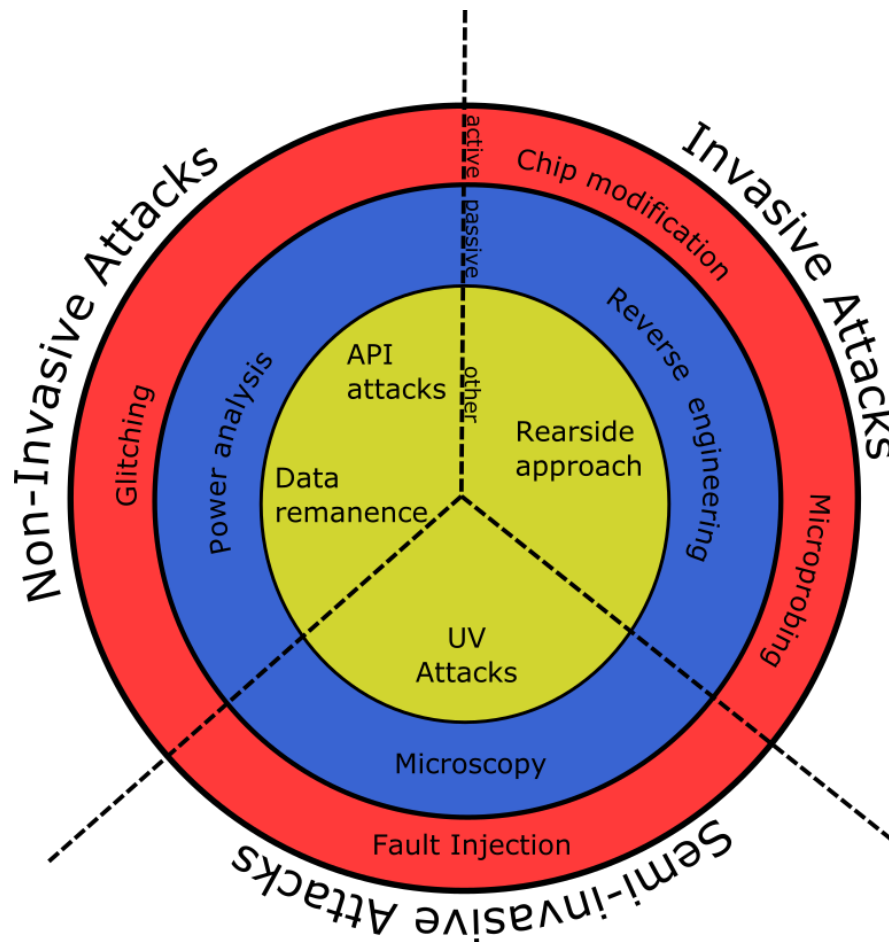 Non-Invasive Attacks
Invasive Attacks
Semi-invasive Attacks
active
passive
other
Chip modification
Microprobing
Reverse engineering
Rearside
approach
Glitching
Power analysis
API
attacks
Data
remanence
UV
Attacks
Microscopy
Fault Injection